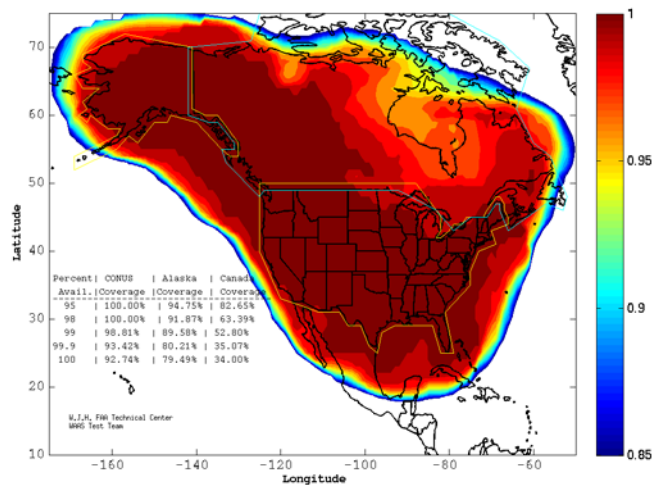 75
70
60
50
40
30
20
10
Latitude
-160
-140
-120
-100
-80
-60
Longitude
1
0.95
0.9
0.85
Percent| CONUS | Alaska | Canada
Avail.|Coverage |Coverage | Coverage
95 | 100.00% | 94.75% | 82.65%
98 | 100.00% | 91.87% | 63.39%
99 | 98.81% | 89.58% | 52.80%
99.9 | 93.42% | 80.21% | 35.07%
100 | 92.74% | 79.49% | 34.00%
W.J.H. FAA Technical Center
WAAS Test Team